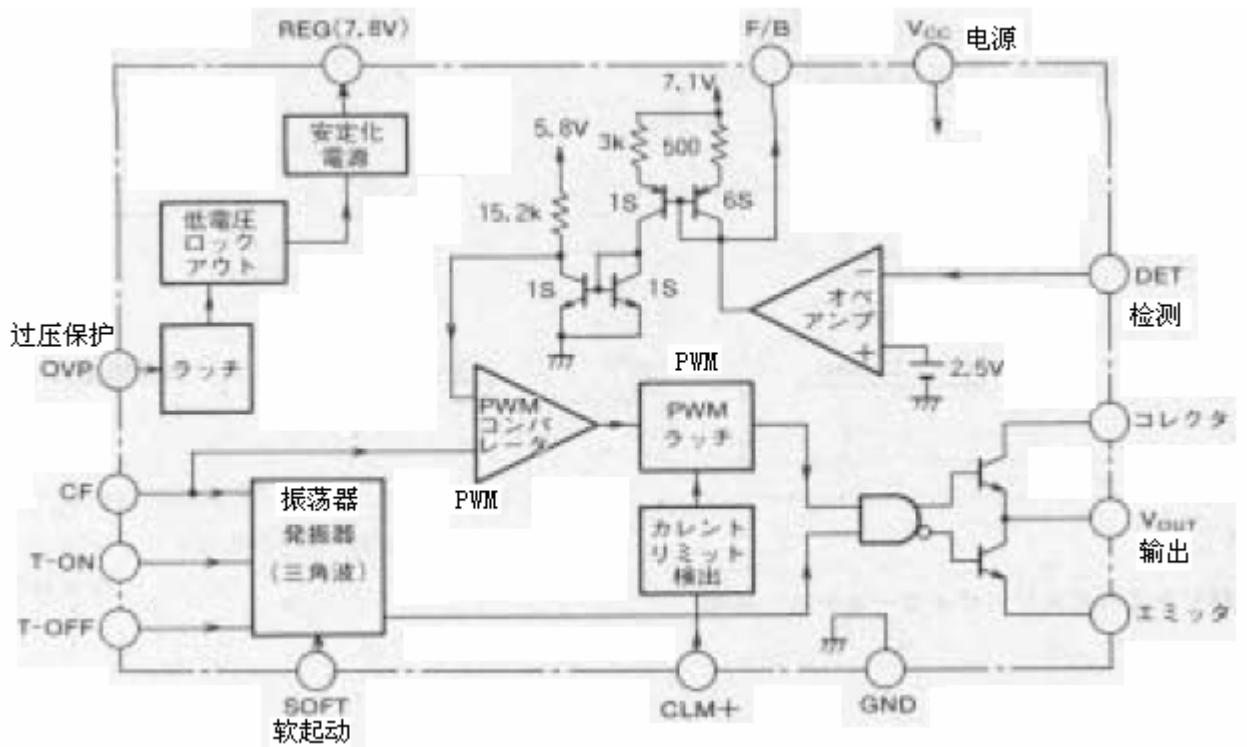 REG(7.8V)
F/B
VCC
电源
安定化
電源
5.8V
7.1V
3k
500
1S
6S
15.2k
1S
1S
低電圧
ロック
アウト
オペ
アンプ
DET
检测
过压保护
OVP
ラッチ
2.5V
PWM
PWM
コンパ
レータ
PWM
PWM
ラッチ
コレクタ
CF
振荡器
発振器
(三角波)
カレント
リミット
検出
VOUT
输出
T-ON
T-OFF
エミッタ
SOFT
软起动
CLM+
GND